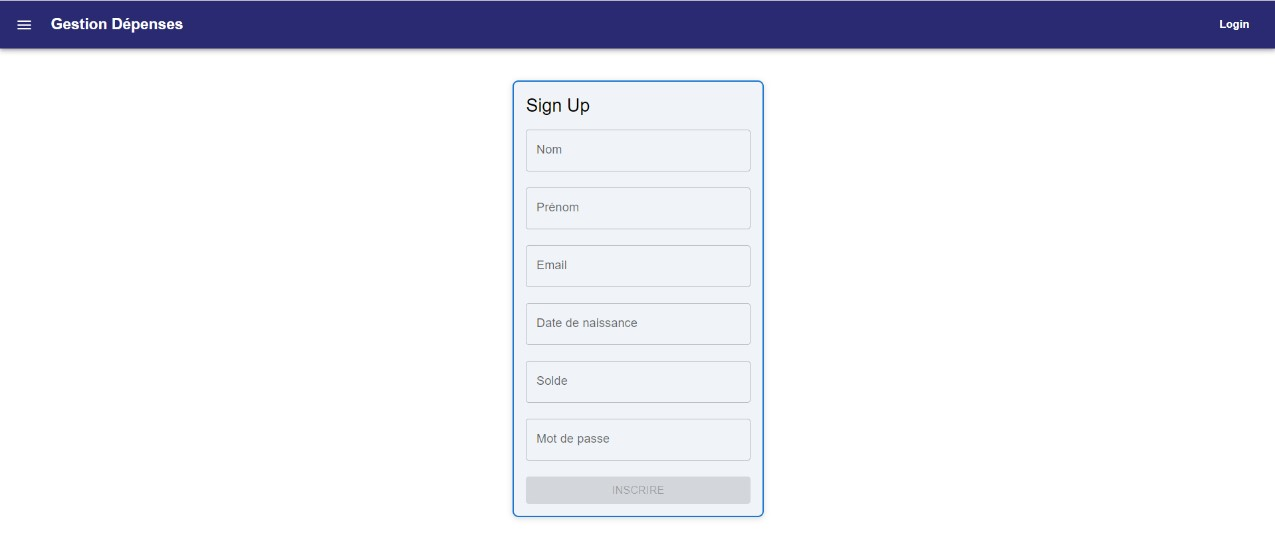 Gestion Dépenses
Login
Sign Up
Nom
Prénom
Email
Date de naissance
Solde
Mot de passe
INSCRIRE